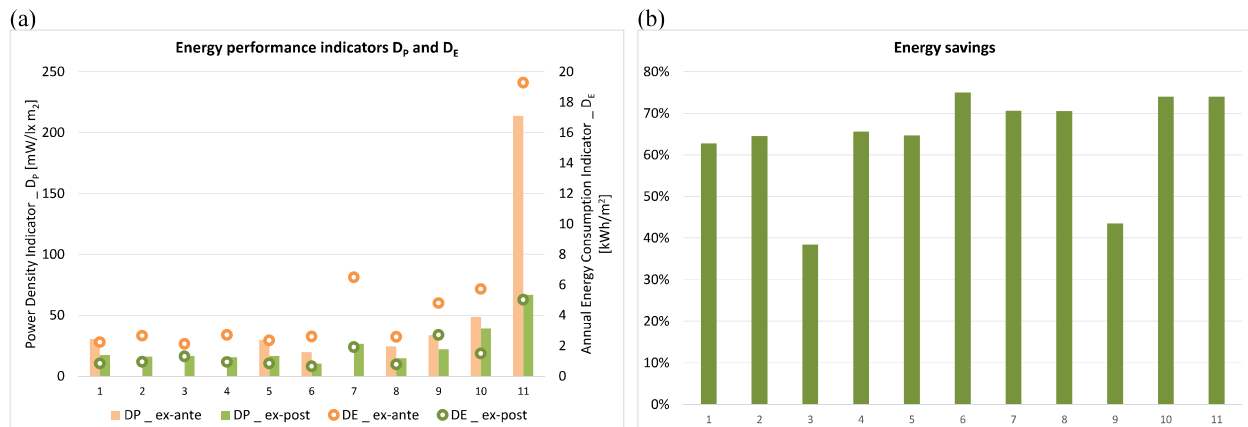 (a)
Energy performance indicators DP and DE
250
200
150
100
50
0
Power Density Indicator _ DP [mW/lx m2]
20
18
16
14
12
10
8
6
4
2
0
Annual Energy Consumption Indicator _ DE
[kWh/m²]
1 2 3 4 5 6 7 8 9 10 11
DP _ ex-ante DP _ ex-post DE _ ex-ante DE _ ex-post
(b)
Energy savings
80%
70%
60%
50%
40%
30%
20%
10%
0%
1 2 3 4 5 6 7 8 9 10 11